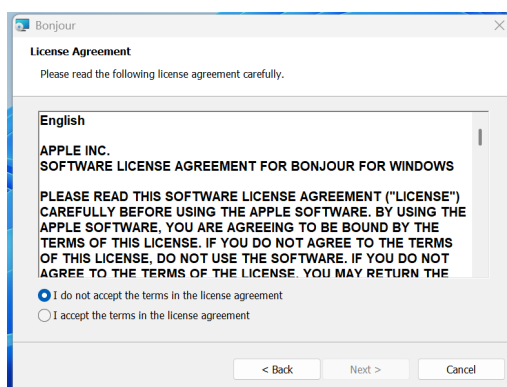 Bonjour
License Agreement
Please read the following license agreement carefully.
English
APPLE INC.
SOFTWARE LICENSE AGREEMENT FOR BONJOUR FOR WINDOWS
PLEASE READ THIS SOFTWARE LICENSE AGREEMENT ("LICENSE")
CAREFULLY BEFORE USING THE APPLE SOFTWARE. BY USING THE
APPLE SOFTWARE, YOU ARE AGREEING TO BE BOUND BY THE
TERMS OF THIS LICENSE. IF YOU DO NOT AGREE TO THE TERMS
OF THIS LICENSE, DO NOT USE THE SOFTWARE. IF YOU DO NOT
AGREE TO THE TERMS OF THE LICENSE, YOU MAY RETURN THE
I do not accept the terms in the license agreement
I accept the terms in the license agreement
< Back
Next >
Cancel